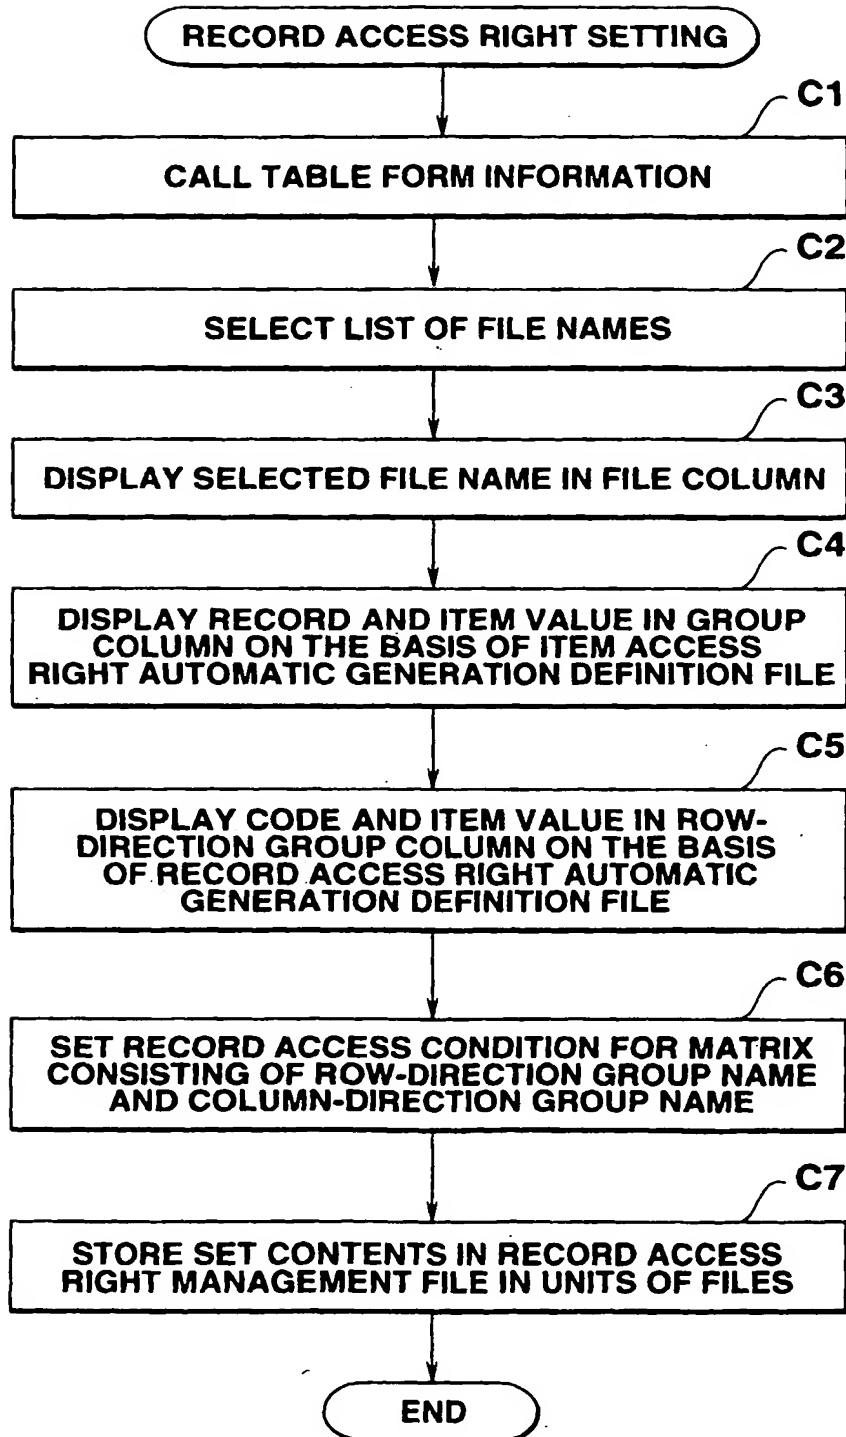 RECORD ACCESS RIGHT SETTING
C1
CALL TABLE FORM INFORMATION
C2
SELECT LIST OF FILE NAMES
C3
DISPLAY SELECTED FILE NAME IN FILE COLUMN
C4
DISPLAY RECORD AND ITEM VALUE IN GROUP
COLUMN ON THE BASIS OF ITEM ACCESS
RIGHT AUTOMATIC GENERATION DEFINITION FILE
C5
DISPLAY CODE AND ITEM VALUE IN ROW-
DIRECTION GROUP COLUMN ON THE BASIS
OF RECORD ACCESS RIGHT AUTOMATIC
GENERATION DEFINITION FILE
C6
SET RECORD ACCESS CONDITION FOR MATRIX
CONSISTING OF ROW-DIRECTION GROUP NAME
AND COLUMN-DIRECTION GROUP NAME
C7
STORE SET CONTENTS IN RECORD ACCESS
RIGHT MANAGEMENT FILE IN UNITS OF FILES
END